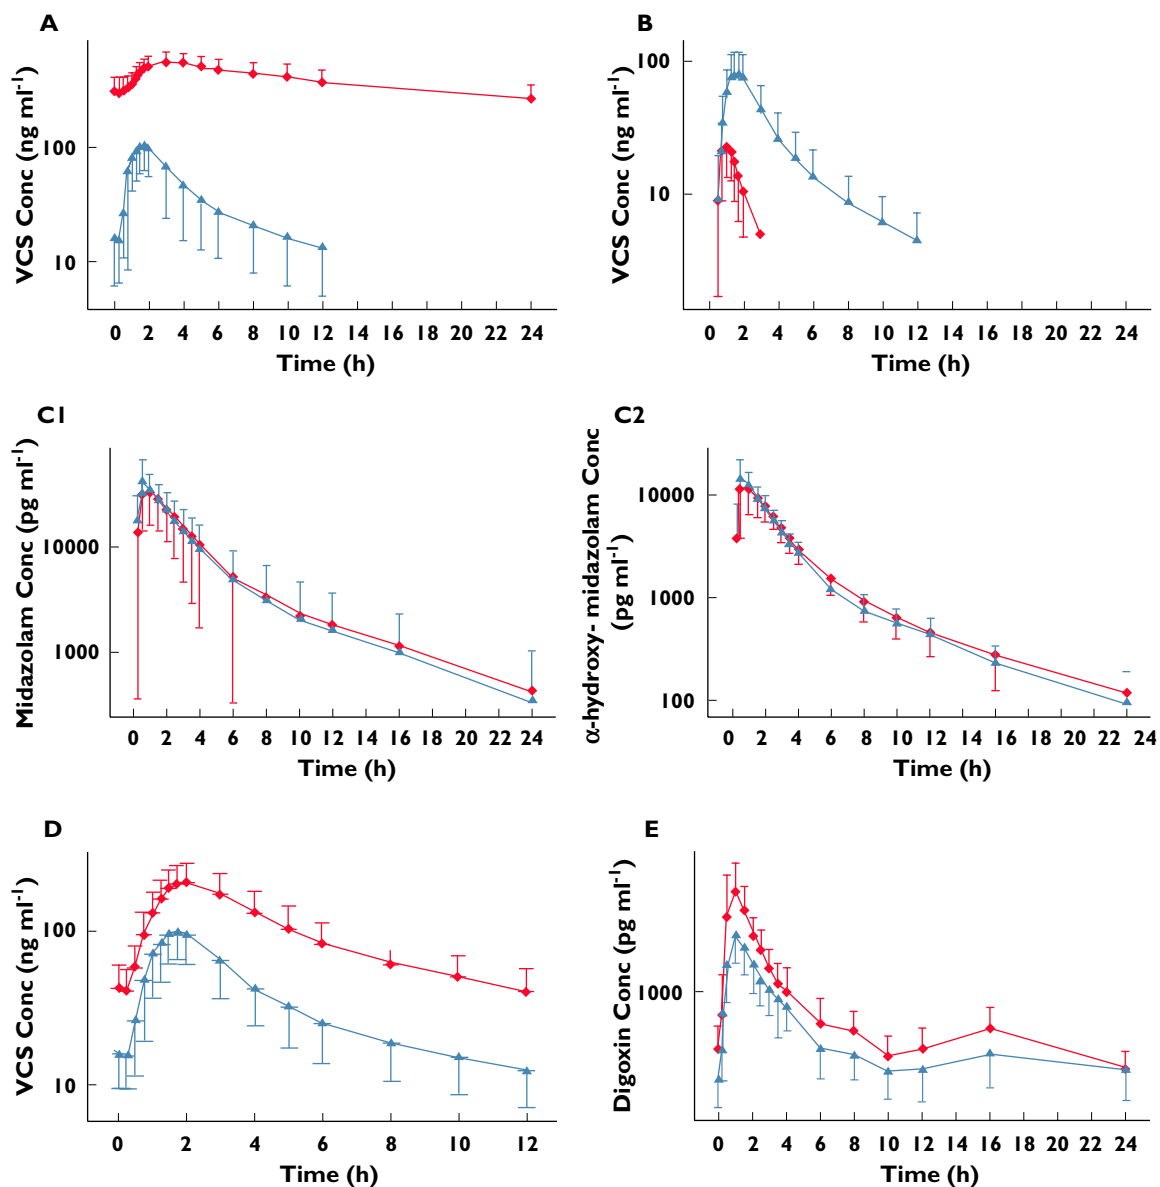 A
VCS Conc (ng ml-1)
100
10
0 2 4 6 8 10 12 14 16 18 20 22 24
Time (h)
B
VCS Conc (ng ml-1)
100
10
0 2 4 6 8 10 12 14 16 18 20 22 24
Time (h)
C1
Midazolam Conc (pg ml-1)
10000
1000
0 2 4 6 8 10 12 14 16 18 20 22 24
Time (h)
C2
α-hydroxy- midazolam Conc
(pg ml-1)
10000
1000
100
0 2 4 6 8 10 12 14 16 18 20 22 24
Time (h)
D
VCS Conc (ng ml-1)
100
10
0 2 4 6 8 10 12
Time (h)
E
Digoxin Conc (pg ml-1)
1000
0 2 4 6 8 10 12 14 16 18 20 22 24
Time (h)